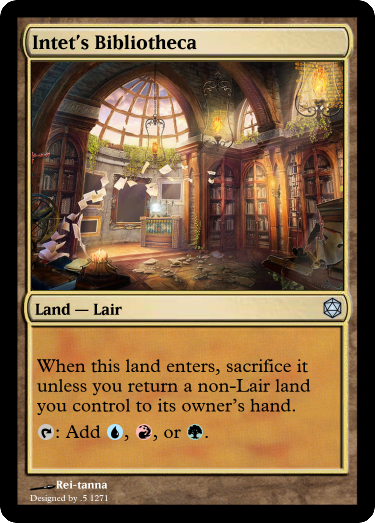 Intet's Bibliotheca
Land — Lair
When this land enters, sacrifice it
unless you return a non-Lair land
you control to its owner's hand.
: Add , , or .
Rei-tanna
Designed by .5 1271